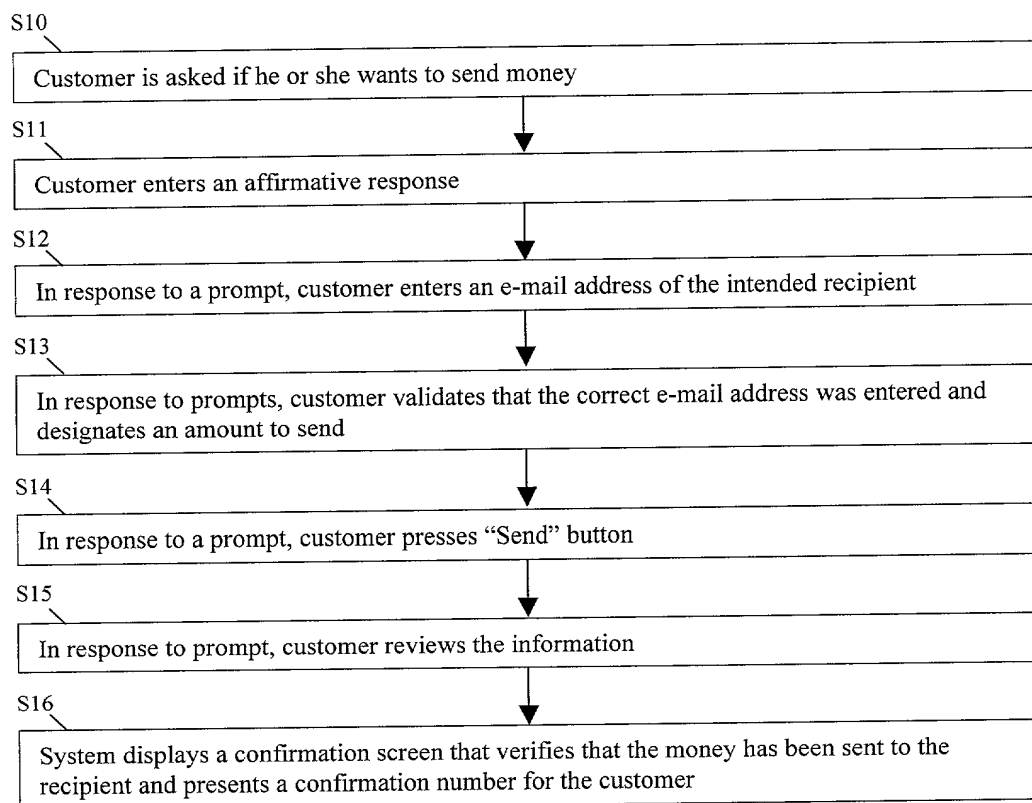 S10
Customer is asked if he or she wants to send money
S11
Customer enters an affirmative response
S12
In response to a prompt, customer enters an e-mail address of the intended recipient
S13
In response to prompts, customer validates that the correct e-mail address was entered and
designates an amount to send
S14
In response to a prompt, customer presses “Send” button
S15
In response to prompt, customer reviews the information
S16
System displays a confirmation screen that verifies that the money has been sent to the
recipient and presents a confirmation number for the customer